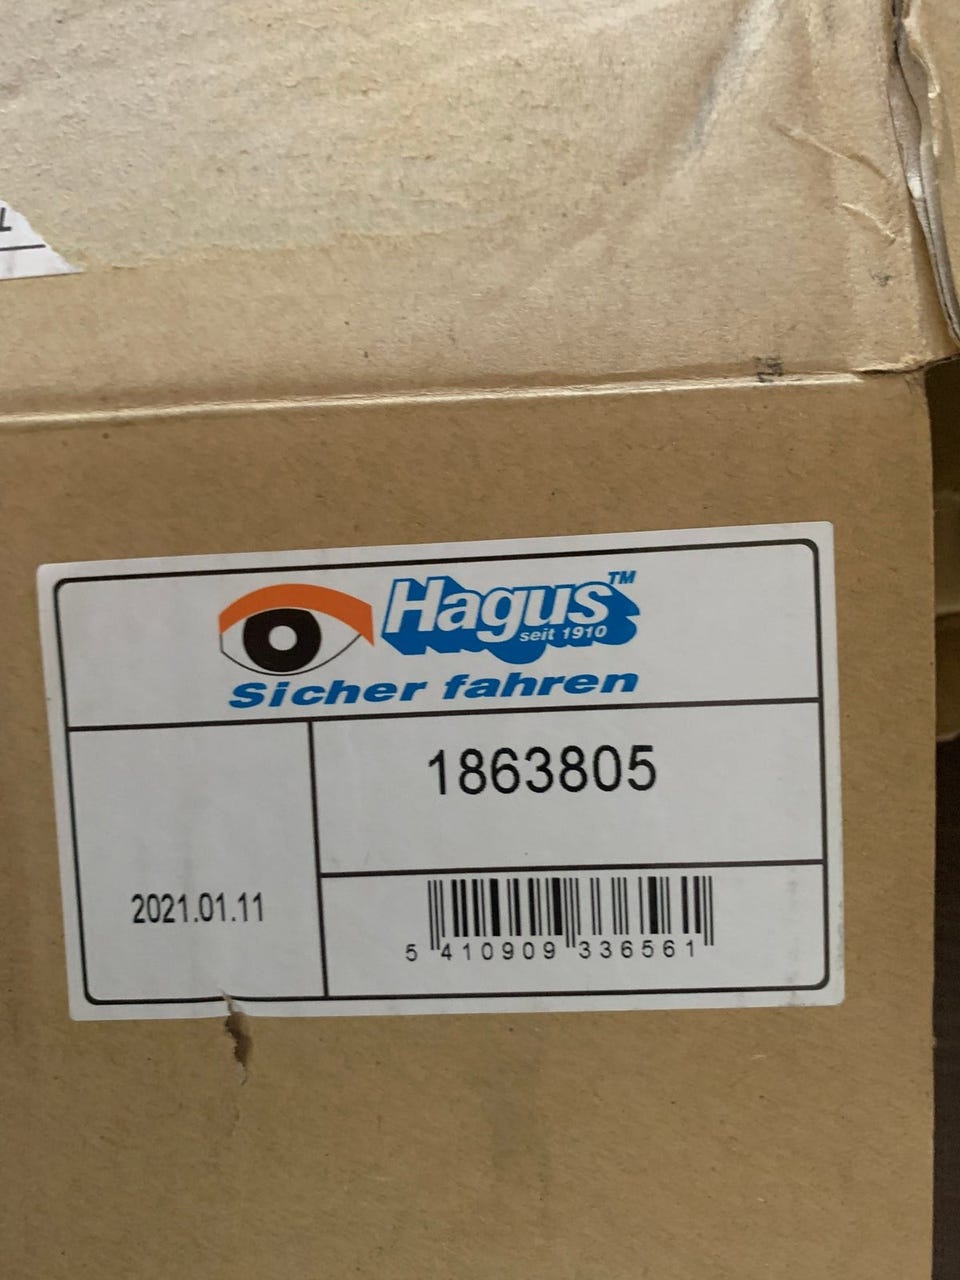 Hagus™
seit 1910
Sicher fahren
1863805
2021.01.11
5 410909 336561